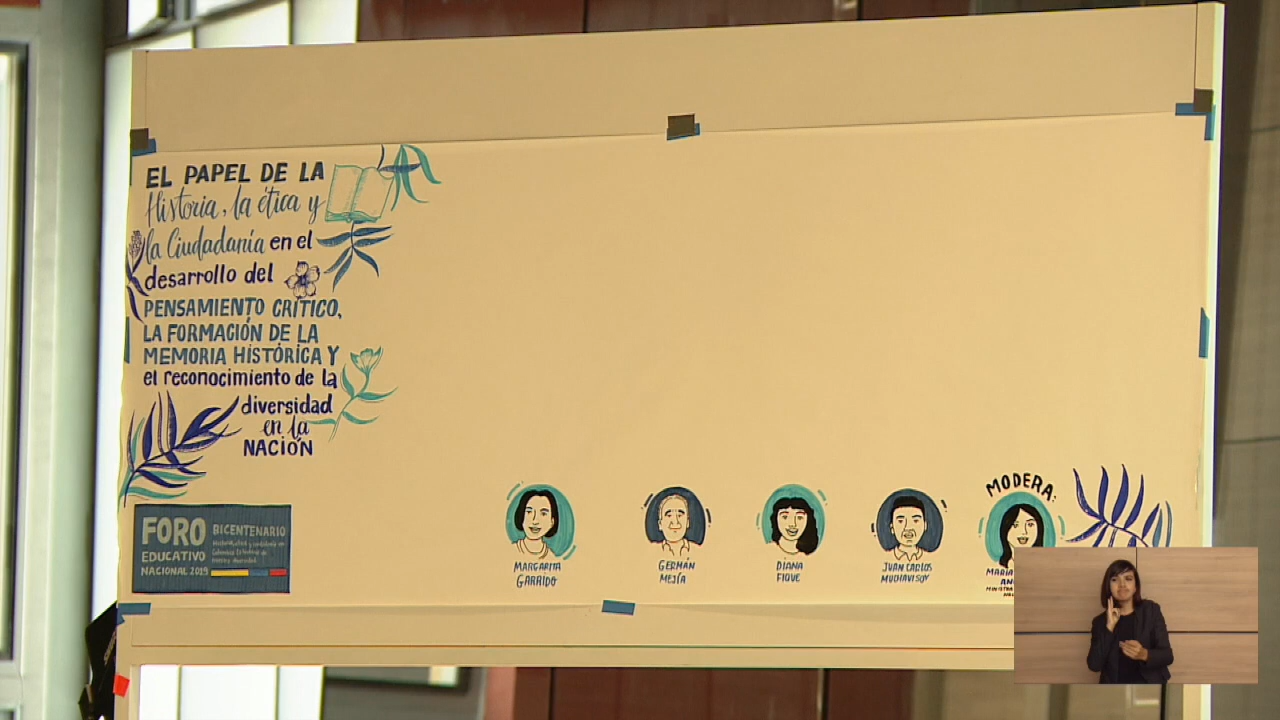 EL PAPEL DE LA
Historia, la ética y
la Ciudadanía en el
desarrollo del
PENSAMIENTO CRÍTICO,
LA FORMACIÓN DE LA
MEMORIA HISTÓRICA Y
el reconocimiento de la
diversidad
en la
NACIÓN
FORO
EDUCATIVO
NACIONAL 2019
BICENTENARIO
MARGARITA
GARRIDO
GERMÁN
MEJÍA
DIANA
FIQUE
JUAN CARLOS
MUDIAVISOY
MODERA: